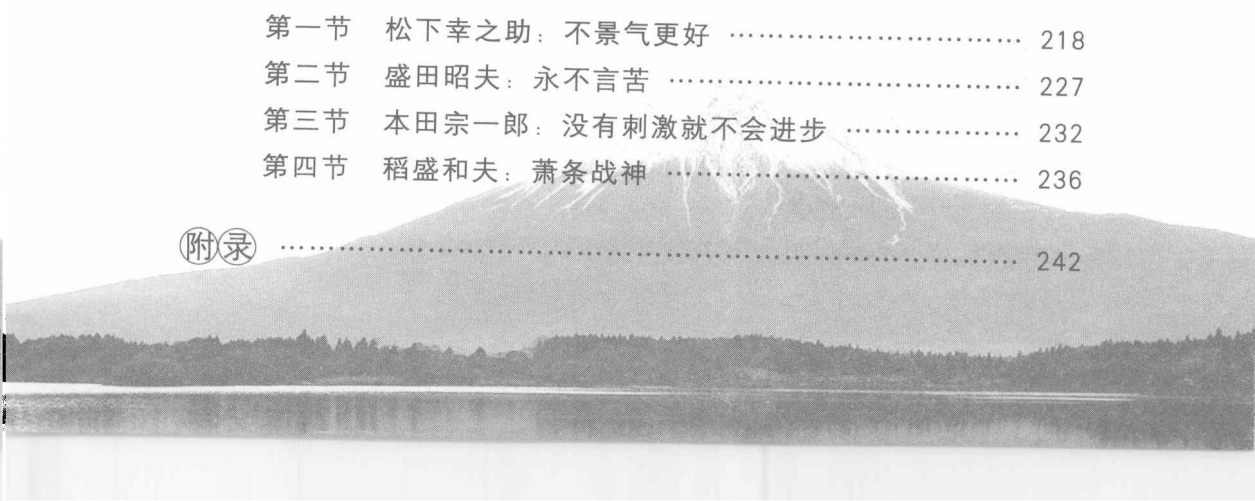 第一节 松下幸之助：不景气更好 ………………………… 218
第二节 盛田昭夫：永不言苦 ……………………………… 227
第三节 本田宗一郎：没有刺激就不会进步 ……………… 232
第四节 稻盛和夫：萧条战神 ……………………………… 236
附录 ………………………………………………………………… 242